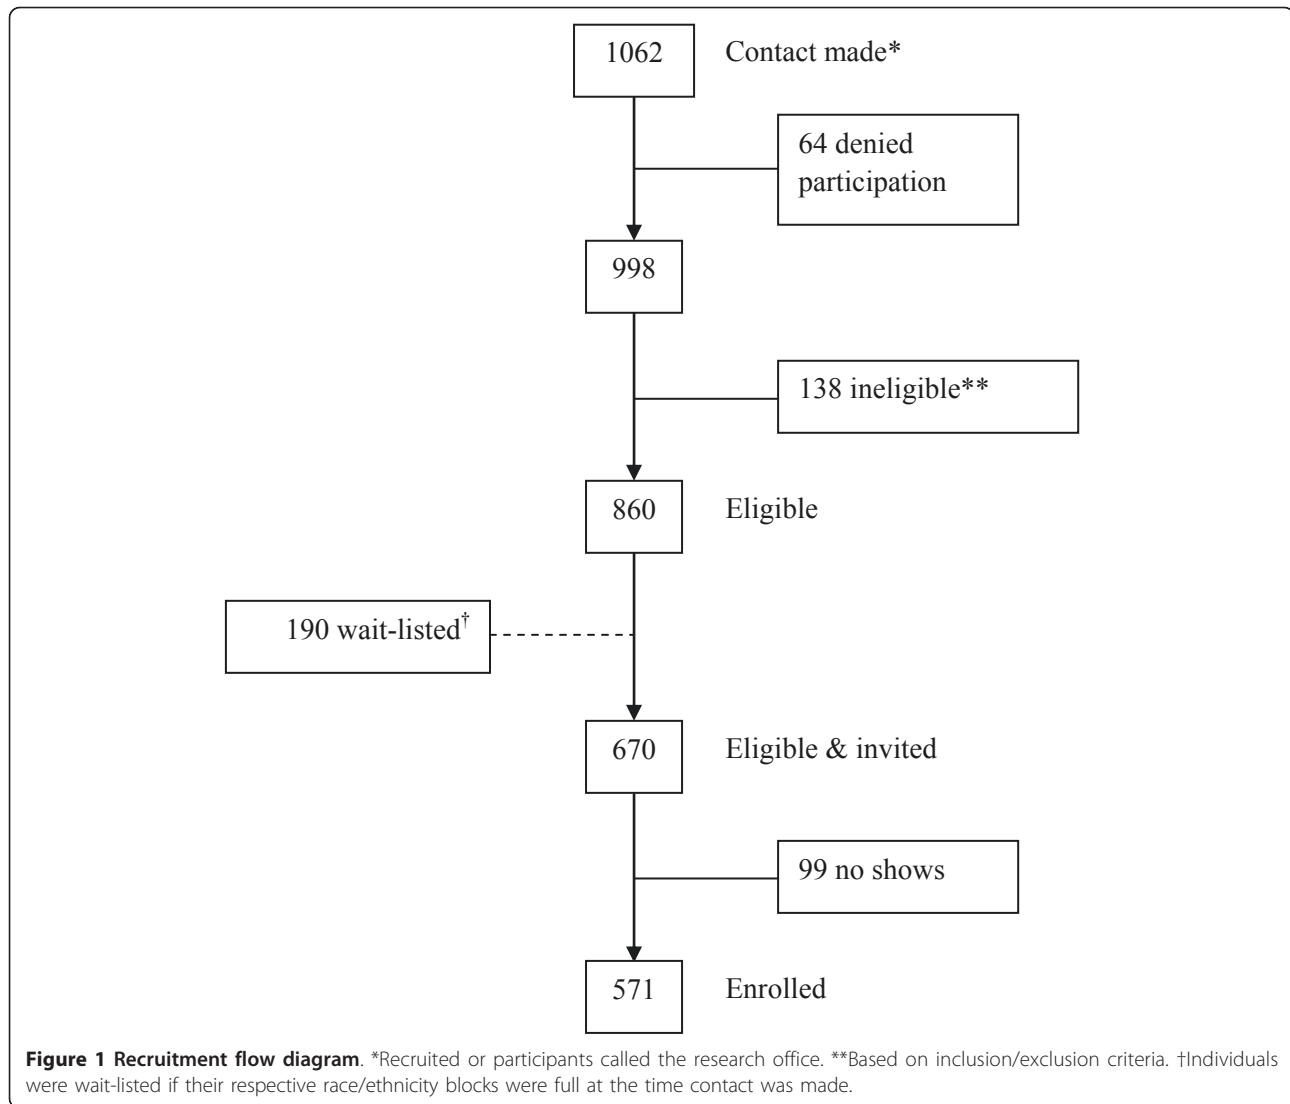 1062 Contact made*
64 denied
participation
998
138 ineligible**
860 Eligible
190 wait-listed†
670 Eligible & invited
99 no shows
571 Enrolled
Figure 1 Recruitment flow diagram. *Recruited or participants called the research office. **Based on inclusion/exclusion criteria. †Individuals
were wait-listed if their respective race/ethnicity blocks were full at the time contact was made.